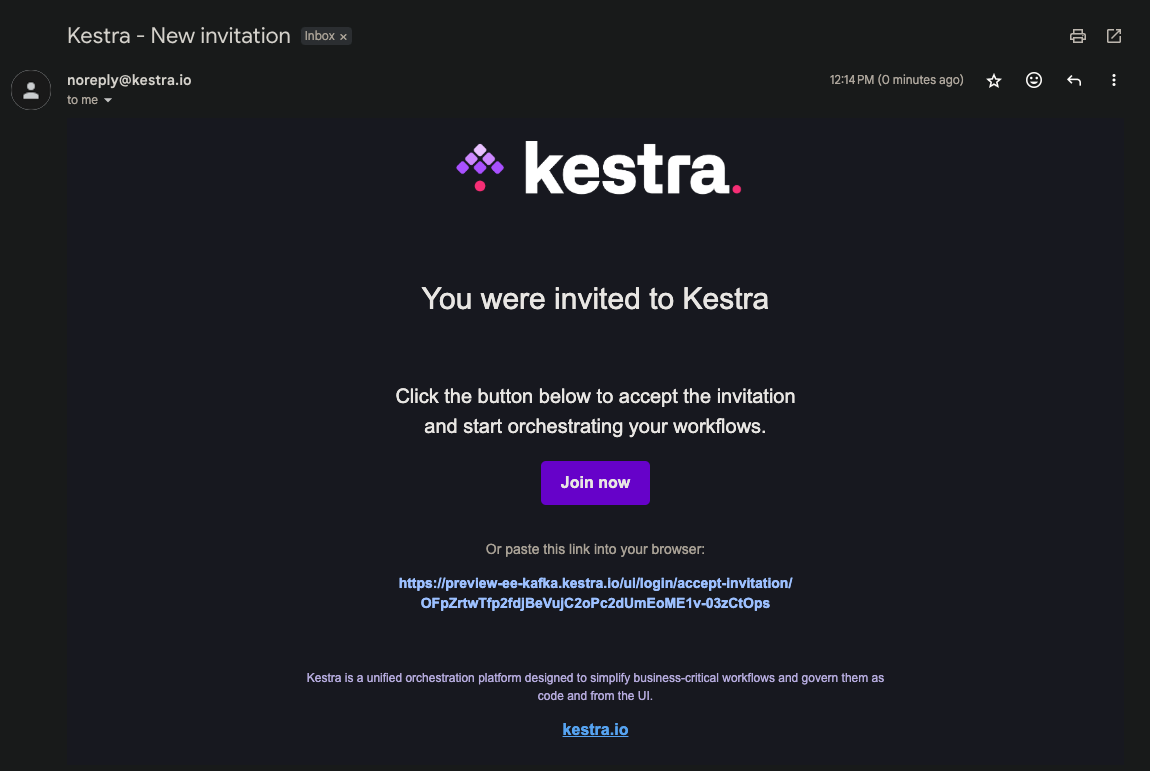 Kestra - New invitation Inbox ×
noreply@kestra.io 12:14 PM (0 minutes ago)
to me
kestra.
You were invited to Kestra
Click the button below to accept the invitation
and start orchestrating your workflows.
Join now
Or paste this link into your browser:
https://preview-ee-kafka.kestra.io/ui/login/accept-invitation/
OFpZrtwTfp2fdjBeVujC2oPc2dUmEoME1v-03zCtOps
Kestra is a unified orchestration platform designed to simplify business-critical workflows and govern them as
code and from the UI.
kestra.io